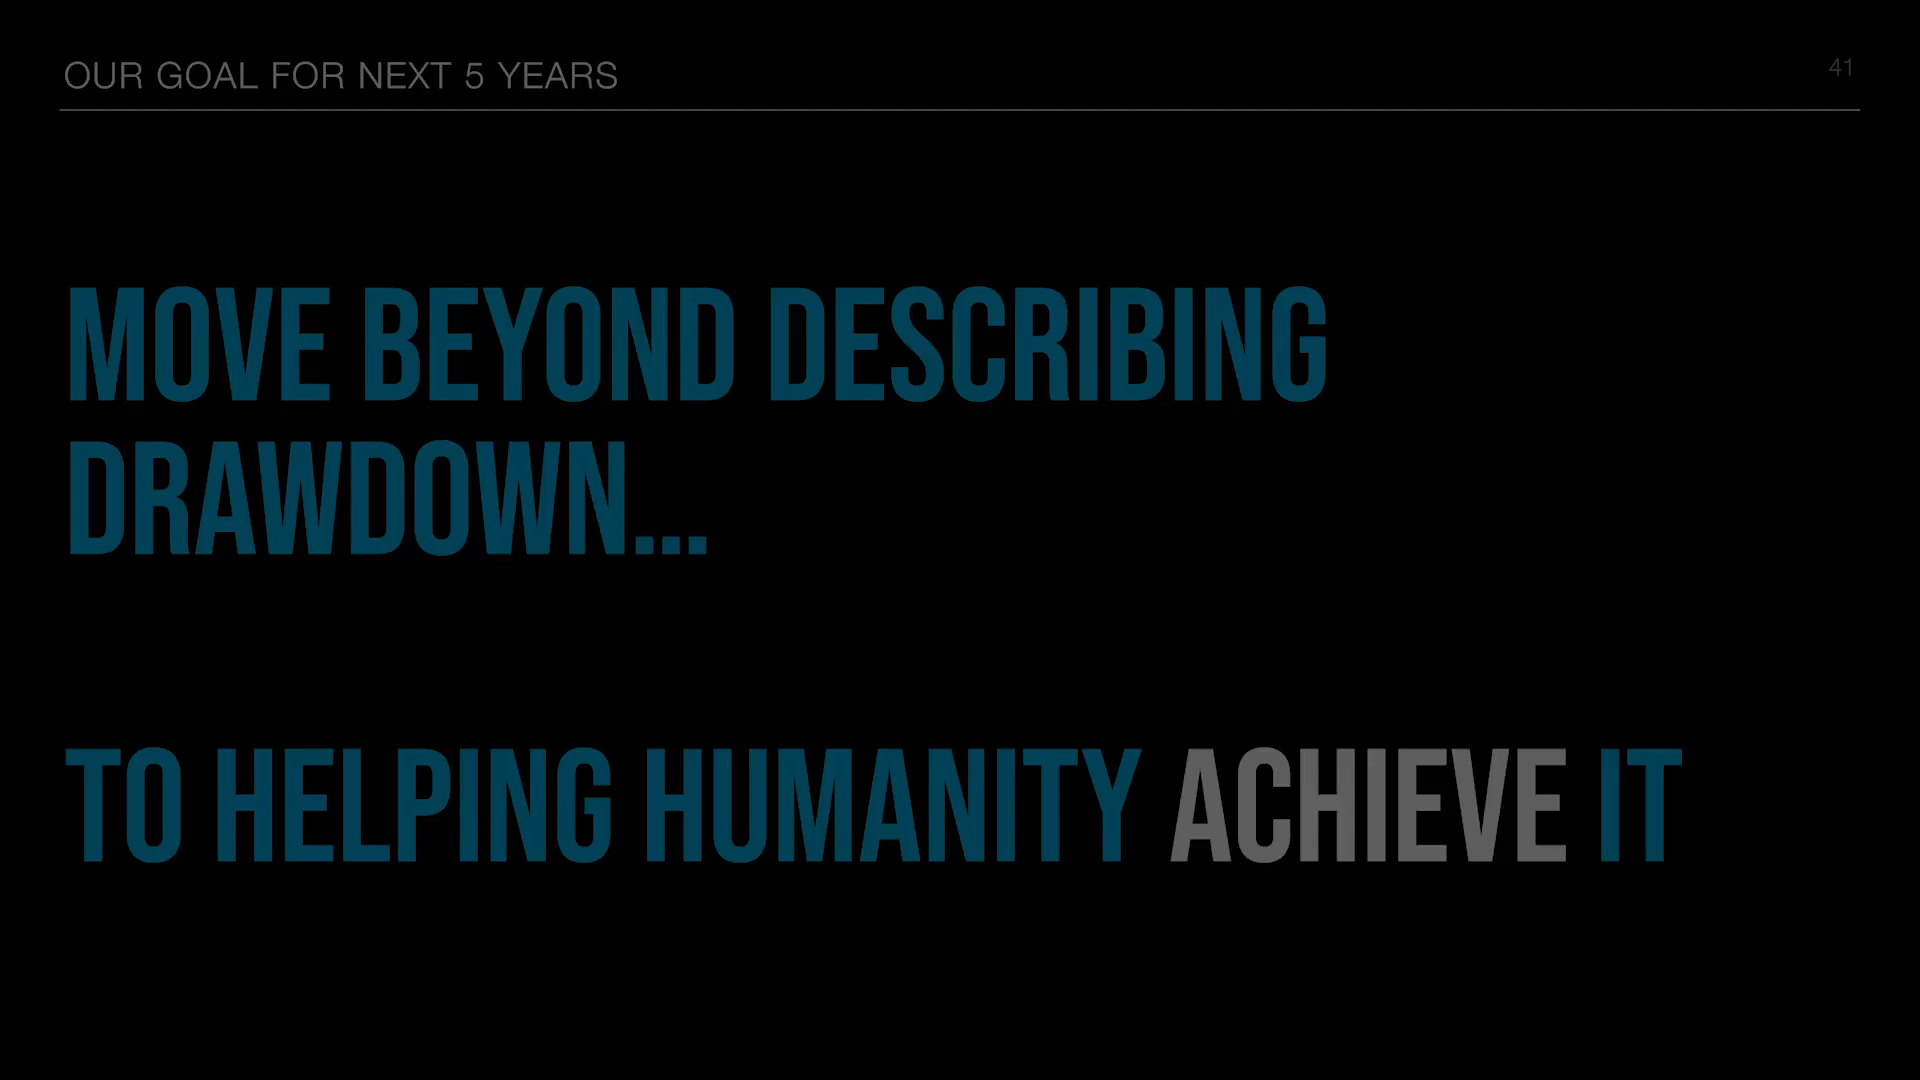 OUR GOAL FOR NEXT 5 YEARS
41
MOVE BEYOND DESCRIBING
DRAWDOWN...
TO HELPING HUMANITY ACHIEVE IT